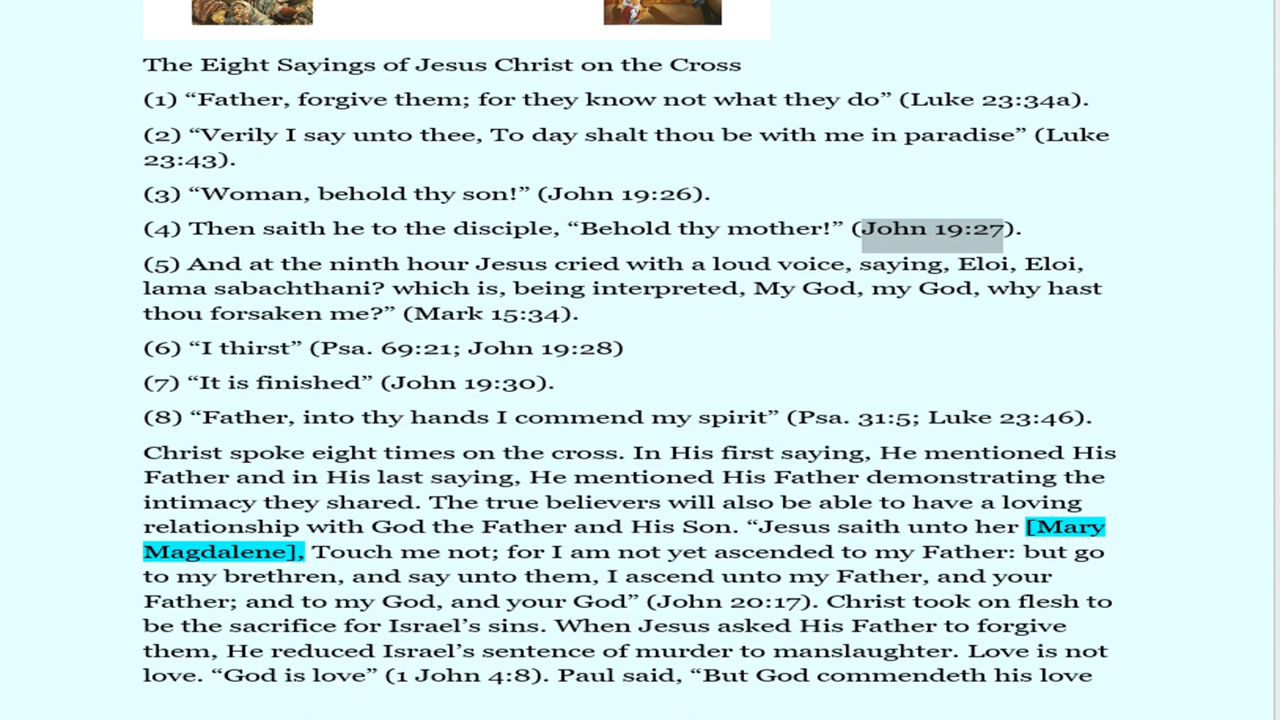 The Eight Sayings of Jesus Christ on the Cross
(1) “Father, forgive them; for they know not what they do” (Luke 23:34a).
(2) “Verily I say unto thee, To day shalt thou be with me in paradise” (Luke
23:43).
(3) “Woman, behold thy son!” (John 19:26).
(4) Then saith he to the disciple, “Behold thy mother!” (John 19:27).
(5) And at the ninth hour Jesus cried with a loud voice, saying, Eloi, Eloi,
lama sabachthani? which is, being interpreted, My God, my God, why hast
thou forsaken me?” (Mark 15:34).
(6) “I thirst” (Psa. 69:21; John 19:28)
(7) “It is finished” (John 19:30).
(8) “Father, into thy hands I commend my spirit” (Psa. 31:5; Luke 23:46).
Christ spoke eight times on the cross. In His first saying, He mentioned His
Father and in His last saying, He mentioned His Father demonstrating the
intimacy they shared. The true believers will also be able to have a loving
relationship with God the Father and His Son. “Jesus saith unto her [Mary
Magdalene], Touch me not; for I am not yet ascended to my Father: but go
to my brethren, and say unto them, I ascend unto my Father, and your
Father; and to my God, and your God” (John 20:17). Christ took on flesh to
be the sacrifice for Israel’s sins. When Jesus asked His Father to forgive
them, He reduced Israel’s sentence of murder to manslaughter. Love is not
love. “God is love” (1 John 4:8). Paul said, “But God commendeth his love